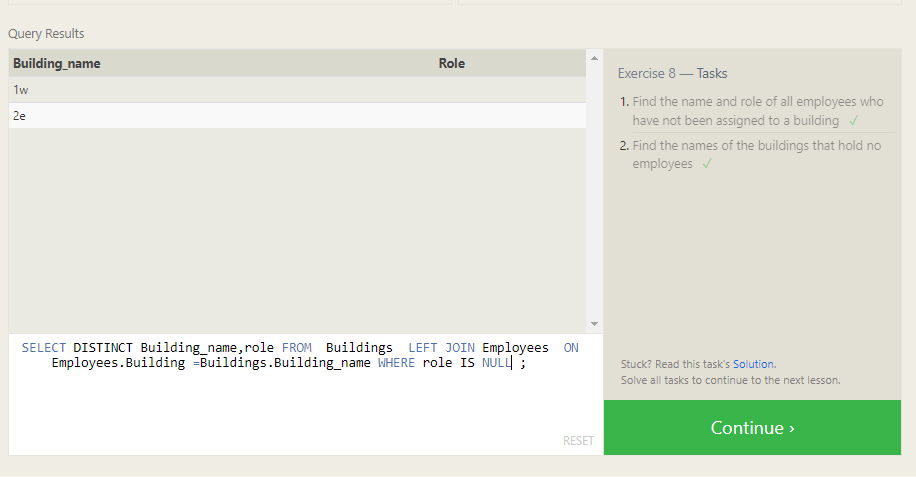 Query Results
Building_name Role
1w
2e
SELECT DISTINCT Building_name,role FROM  Buildings  LEFT JOIN Employees  ON
Employees.Building =Buildings.Building_name WHERE role IS NULL ;
RESET
Exercise 8 — Tasks
1. Find the name and role of all employees who
have not been assigned to a building ✓
2. Find the names of the buildings that hold no
employees ✓
Stuck? Read this task's Solution.
Solve all tasks to continue to the next lesson.
Continue ›